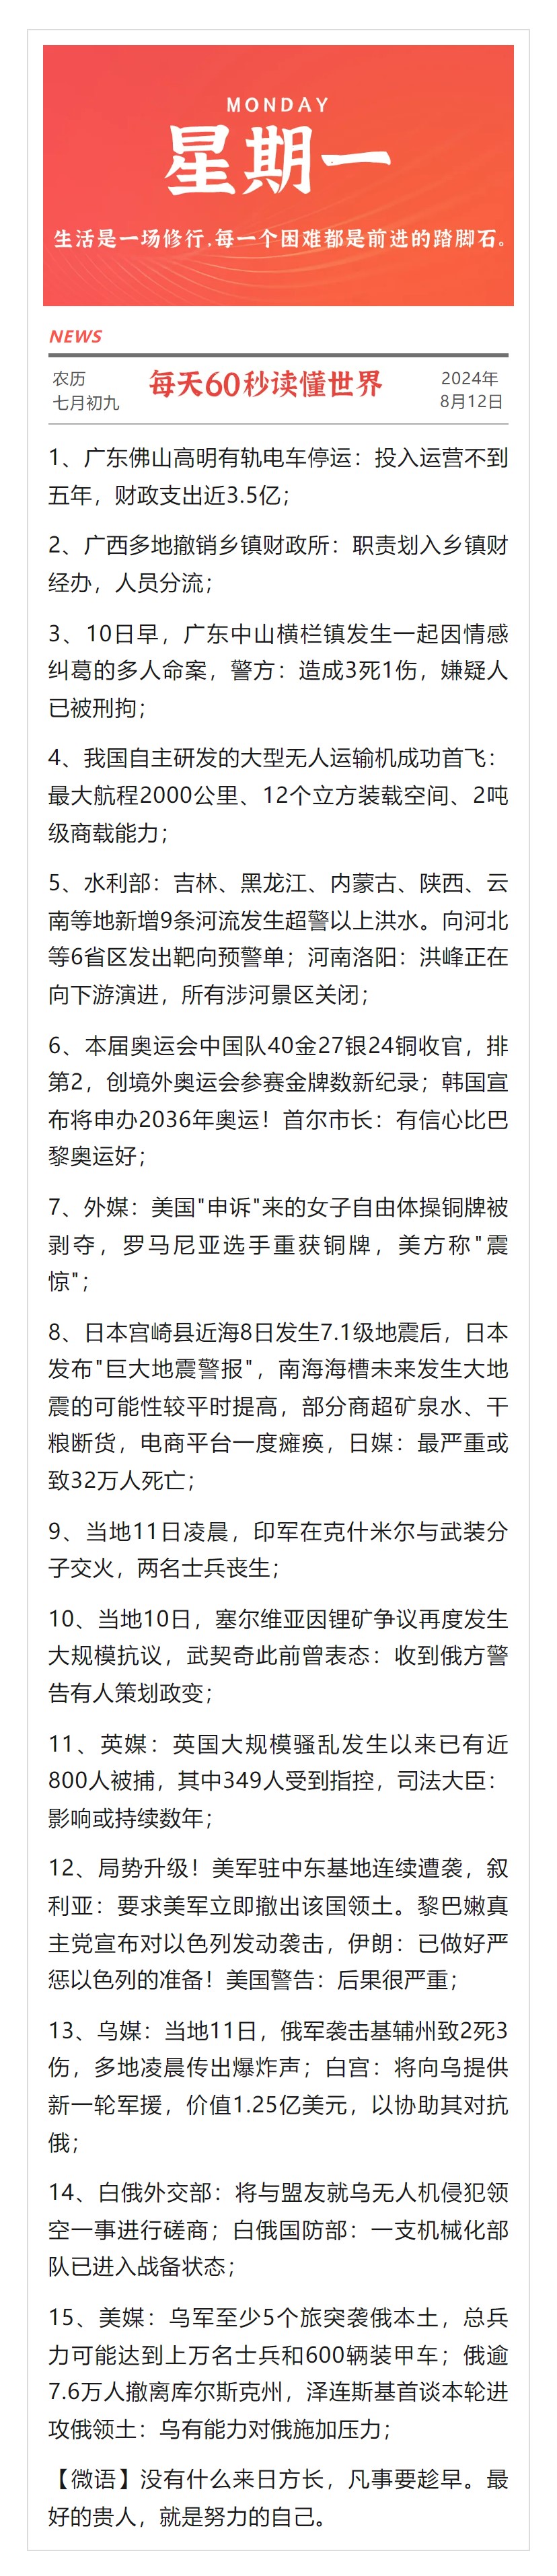 MONDAY
星期一
生活是一场修行,每一个困难都是前进的踏脚石。
NEWS
农历
七月初九
每天60秒读懂世界
2024年
8月12日
1、广东佛山高明有轨电车停运：投入运营不到
五年，财政支出近3.5亿；
2、广西多地撤销乡镇财政所：职责划入乡镇财
经办，人员分流；
3、10日早，广东中山横栏镇发生一起因情感
纠葛的多人命案，警方：造成3死1伤，嫌疑人
已被刑拘；
4、我国自主研发的大型无人运输机成功首飞：
最大航程2000公里、12个立方装载空间、2吨
级商载能力；
5、水利部：吉林、黑龙江、内蒙古、陕西、云
南等地新增9条河流发生超警以上洪水。向河北
等6省区发出靶向预警单；河南洛阳：洪峰正在
向下游演进，所有涉河景区关闭；
6、本届奥运会中国队40金27银24铜收官，排
第2，创境外奥运会参赛金牌数新纪录；韩国宣
布将申办2036年奥运！首尔市长：有信心比巴
黎奥运好；
7、外媒：美国"申诉"来的女子自由体操铜牌被
剥夺，罗马尼亚选手重获铜牌，美方称"震
惊"；
8、日本宫崎县近海8日发生7.1级地震后，日本
发布"巨大地震警报"，南海海槽未来发生大地
震的可能性较平时提高，部分商超矿泉水、干
粮断货，电商平台一度瘫痪，日媒：最严重或
致32万人死亡；
9、当地11日凌晨，印军在克什米尔与武装分
子交火，两名士兵丧生；
10、当地10日，塞尔维亚因锂矿争议再度发生
大规模抗议，武契奇此前曾表态：收到俄方警
告有人策划政变；
11、英媒：英国大规模骚乱发生以来已有近
800人被捕，其中349人受到指控，司法大臣：
影响或持续数年；
12、局势升级！美军驻中东基地连续遭袭，叙
利亚：要求美军立即撤出该国领土。黎巴嫩真
主党宣布对以色列发动袭击，伊朗：已做好严
惩以色列的准备！美国警告：后果很严重；
13、乌媒：当地11日，俄军袭击基辅州致2死3
伤，多地凌晨传出爆炸声；白宫：将向乌提供
新一轮军援，价值1.25亿美元，以协助其对抗
俄；
14、白俄外交部：将与盟友就乌无人机侵犯领
空一事进行磋商；白俄国防部：一支机械化部
队已进入战备状态；
15、美媒：乌军至少5个旅突袭俄本土，总兵
力可能达到上万名士兵和600辆装甲车；俄逾
7.6万人撤离库尔斯克州，泽连斯基首谈本轮进
攻俄领土：乌有能力对俄施加压力；
【微语】没有什么来日方长，凡事要趁早。最
好的贵人，就是努力的自己。